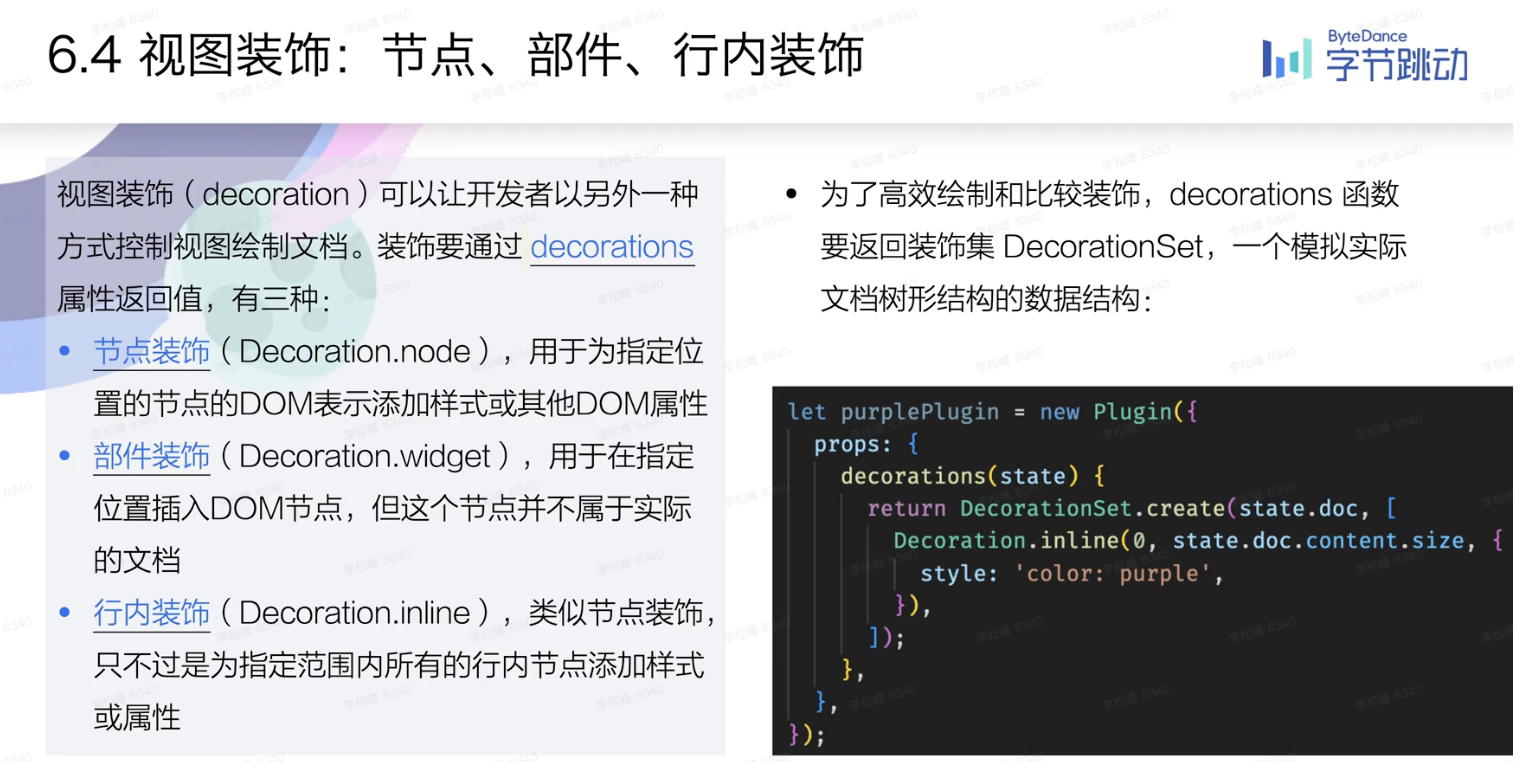 6.4 视图装饰：节点、部件、行内装饰
ByteDance
字节跳动
视图装饰（decoration）可以让开发者以另外一种
方式控制视图绘制文档。装饰要通过 decorations
属性返回值，有三种：
• 节点装饰（Decoration.node），用于为指定位
置的节点的DOM表示添加样式或其他DOM属性
• 部件装饰（Decoration.widget），用于在指定
位置插入DOM节点，但这个节点并不属于实际
的文档
• 行内装饰（Decoration.inline），类似节点装饰，
只不过是为指定范围内所有的行内节点添加样式
或属性
• 为了高效绘制和比较装饰，decorations 函数
要返回装饰集 DecorationSet，一个模拟实际
文档树形结构的数据结构：
let purplePlugin = new Plugin({
  props: {
    decorations(state) {
      return DecorationSet.create(state.doc, [
        Decoration.inline(0, state.doc.content.size, {
          style: 'color: purple',
        }),
      ]);
    },
  },
});
李松峰 6340